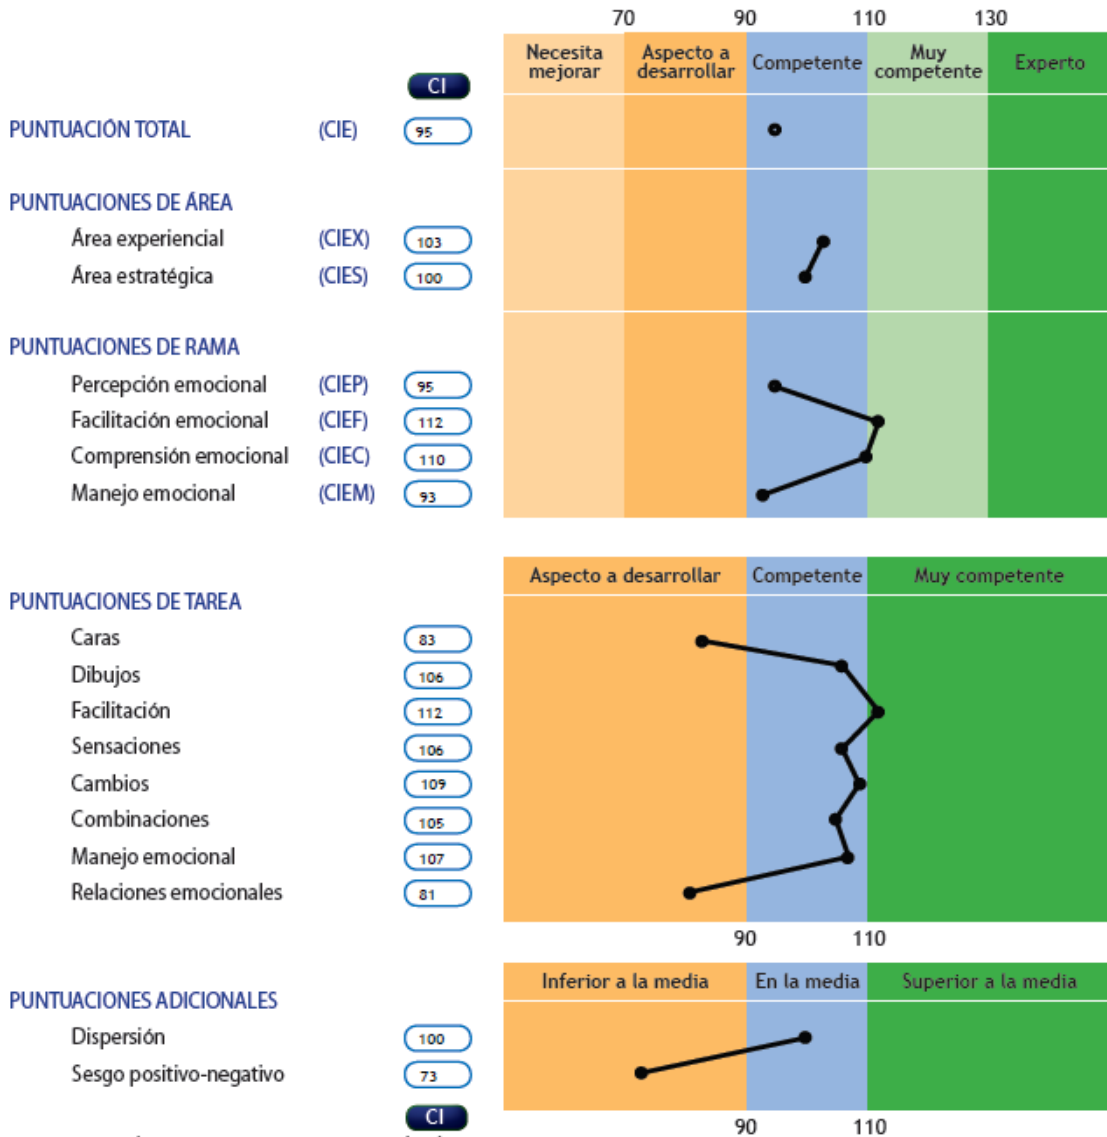 70 90 110 130
Necesita mejorar Aspecto a desarrollar Competente Muy competente Experto
CI
PUNTUACIÓN TOTAL (CIE) 95
PUNTUACIONES DE ÁREA
Área experiencial (CIEX) 103
Área estratégica (CIES) 100
PUNTUACIONES DE RAMA
Percepción emocional (CIEP) 95
Facilitación emocional (CIEF) 112
Comprensión emocional (CIEC) 110
Manejo emocional (CIEM) 93
Aspecto a desarrollar Competente Muy competente
PUNTUACIONES DE TAREA
Caras 83
Dibujos 106
Facilitación 112
Sensaciones 106
Cambios 109
Combinaciones 105
Manejo emocional 107
Relaciones emocionales 81
90 110
Inferior a la media En la media Superior a la media
PUNTUACIONES ADICIONALES
Dispersión 100
Sesgo positivo-negativo 73
CI
90 110